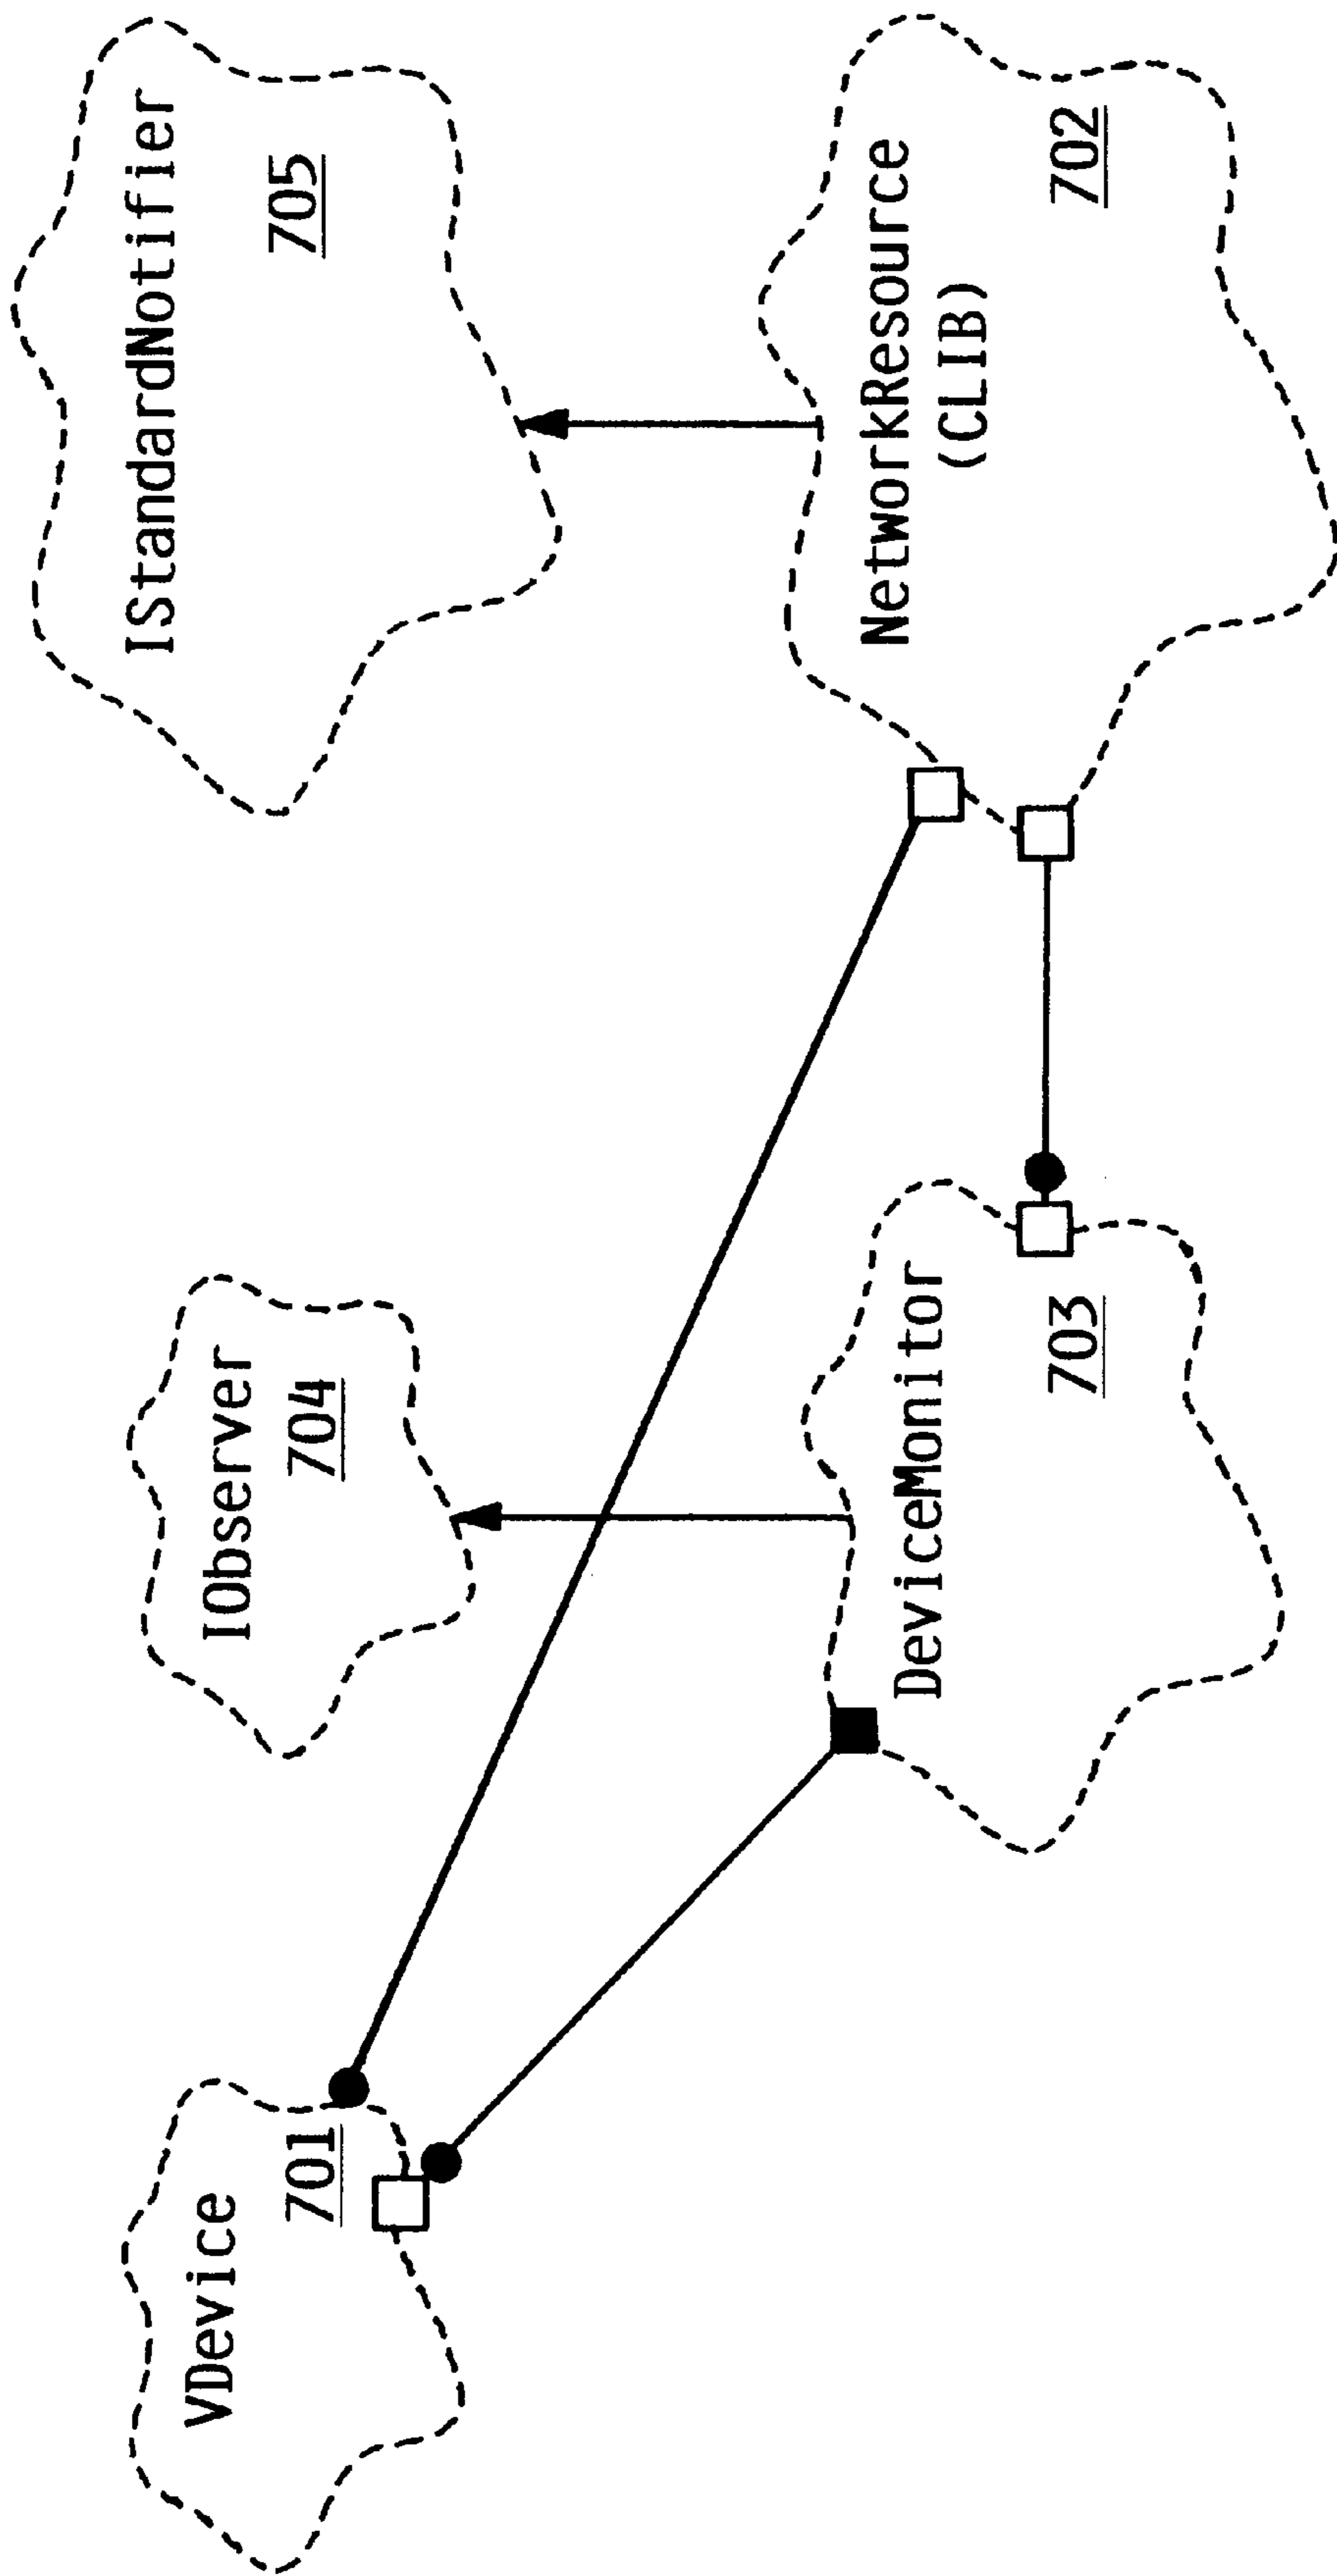 VDevice
701
IObserver
704
IStandardNotifier
705
DeviceMonitor
703
NetworkResource
(CLIB)
702